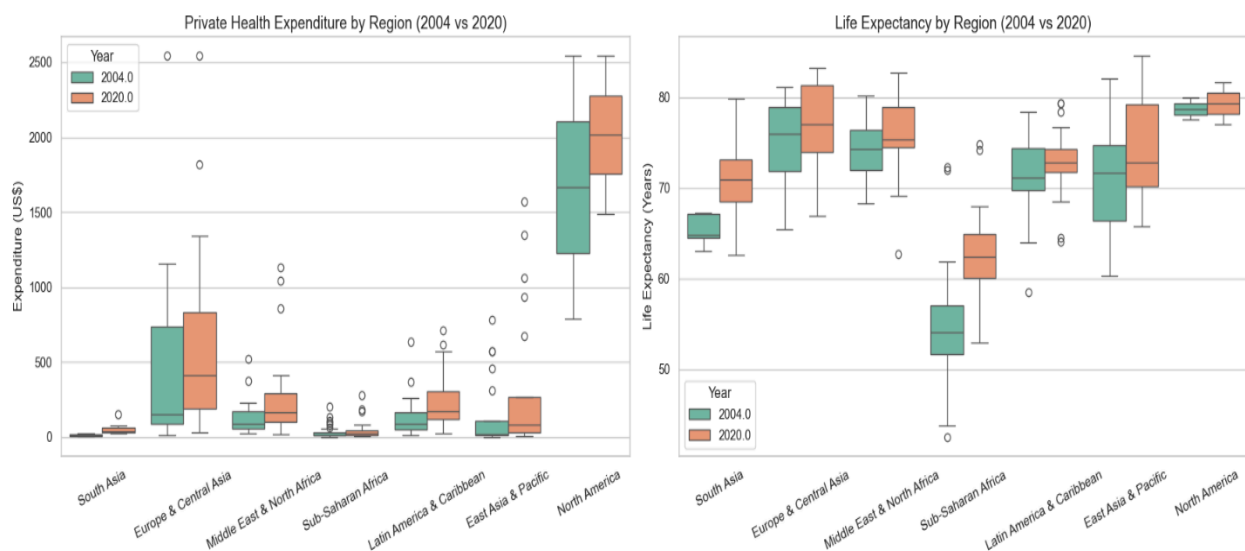 Private Health Expenditure by Region (2004 vs 2020)
Expenditure (US$)
2500
2000
1500
1000
500
0
Year
2004.0
2020.0
South Asia
Europe & Central Asia
Middle East & North Africa
Sub-Saharan Africa
Latin America & Caribbean
East Asia & Pacific
North America
Life Expectancy by Region (2004 vs 2020)
Life Expectancy (Years)
80
70
60
50
Year
2004.0
2020.0
South Asia
Europe & Central Asia
Middle East & North Africa
Sub-Saharan Africa
Latin America & Caribbean
East Asia & Pacific
North America